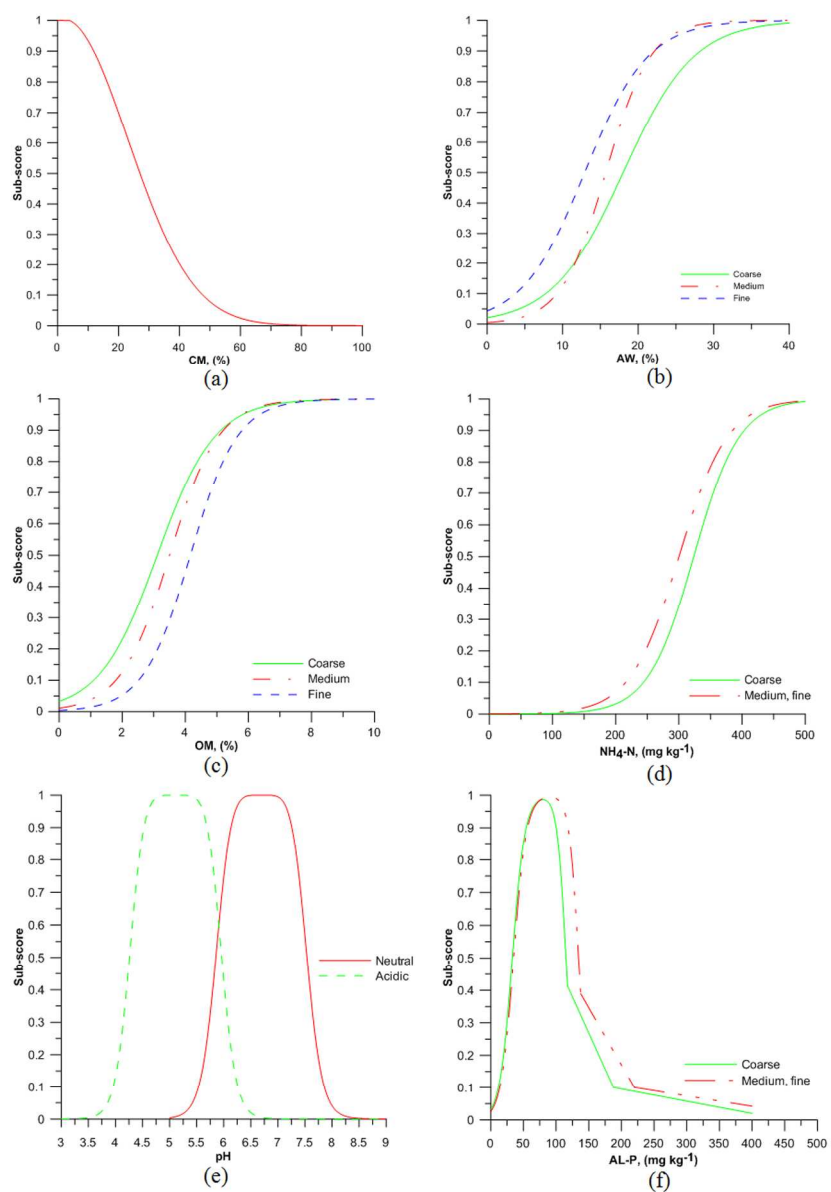 1
0.9
0.8
0.7
0.6
0.5
0.4
0.3
0.2
0.1
0
Sub-score
0 20 40 60 80 100
CM, (%)
(a)
1
0.9
0.8
0.7
0.6
0.5
0.4
0.3
0.2
0.1
0
Sub-score
Coarse
Medium
Fine
0 10 20 30 40
AW, (%)
(b)
1
0.9
0.8
0.7
0.6
0.5
0.4
0.3
0.2
0.1
0
Sub-score
Coarse
Medium
Fine
0 2 4 6 8 10
OM, (%)
(c)
1
0.9
0.8
0.7
0.6
0.5
0.4
0.3
0.2
0.1
0
Sub-score
Coarse
Medium, fine
0 100 200 300 400 500
NH4-N, (mg kg-1)
(d)
1
0.9
0.8
0.7
0.6
0.5
0.4
0.3
0.2
0.1
0
Sub-score
Neutral
Acidic
3 3.5 4 4.5 5 5.5 6 6.5 7 7.5 8 8.5 9
pH
(e)
1
0.9
0.8
0.7
0.6
0.5
0.4
0.3
0.2
0.1
0
Sub-score
Coarse
Medium, fine
0 50 100 150 200 250 300 350 400 450 500
AL-P, (mg kg-1)
(f)